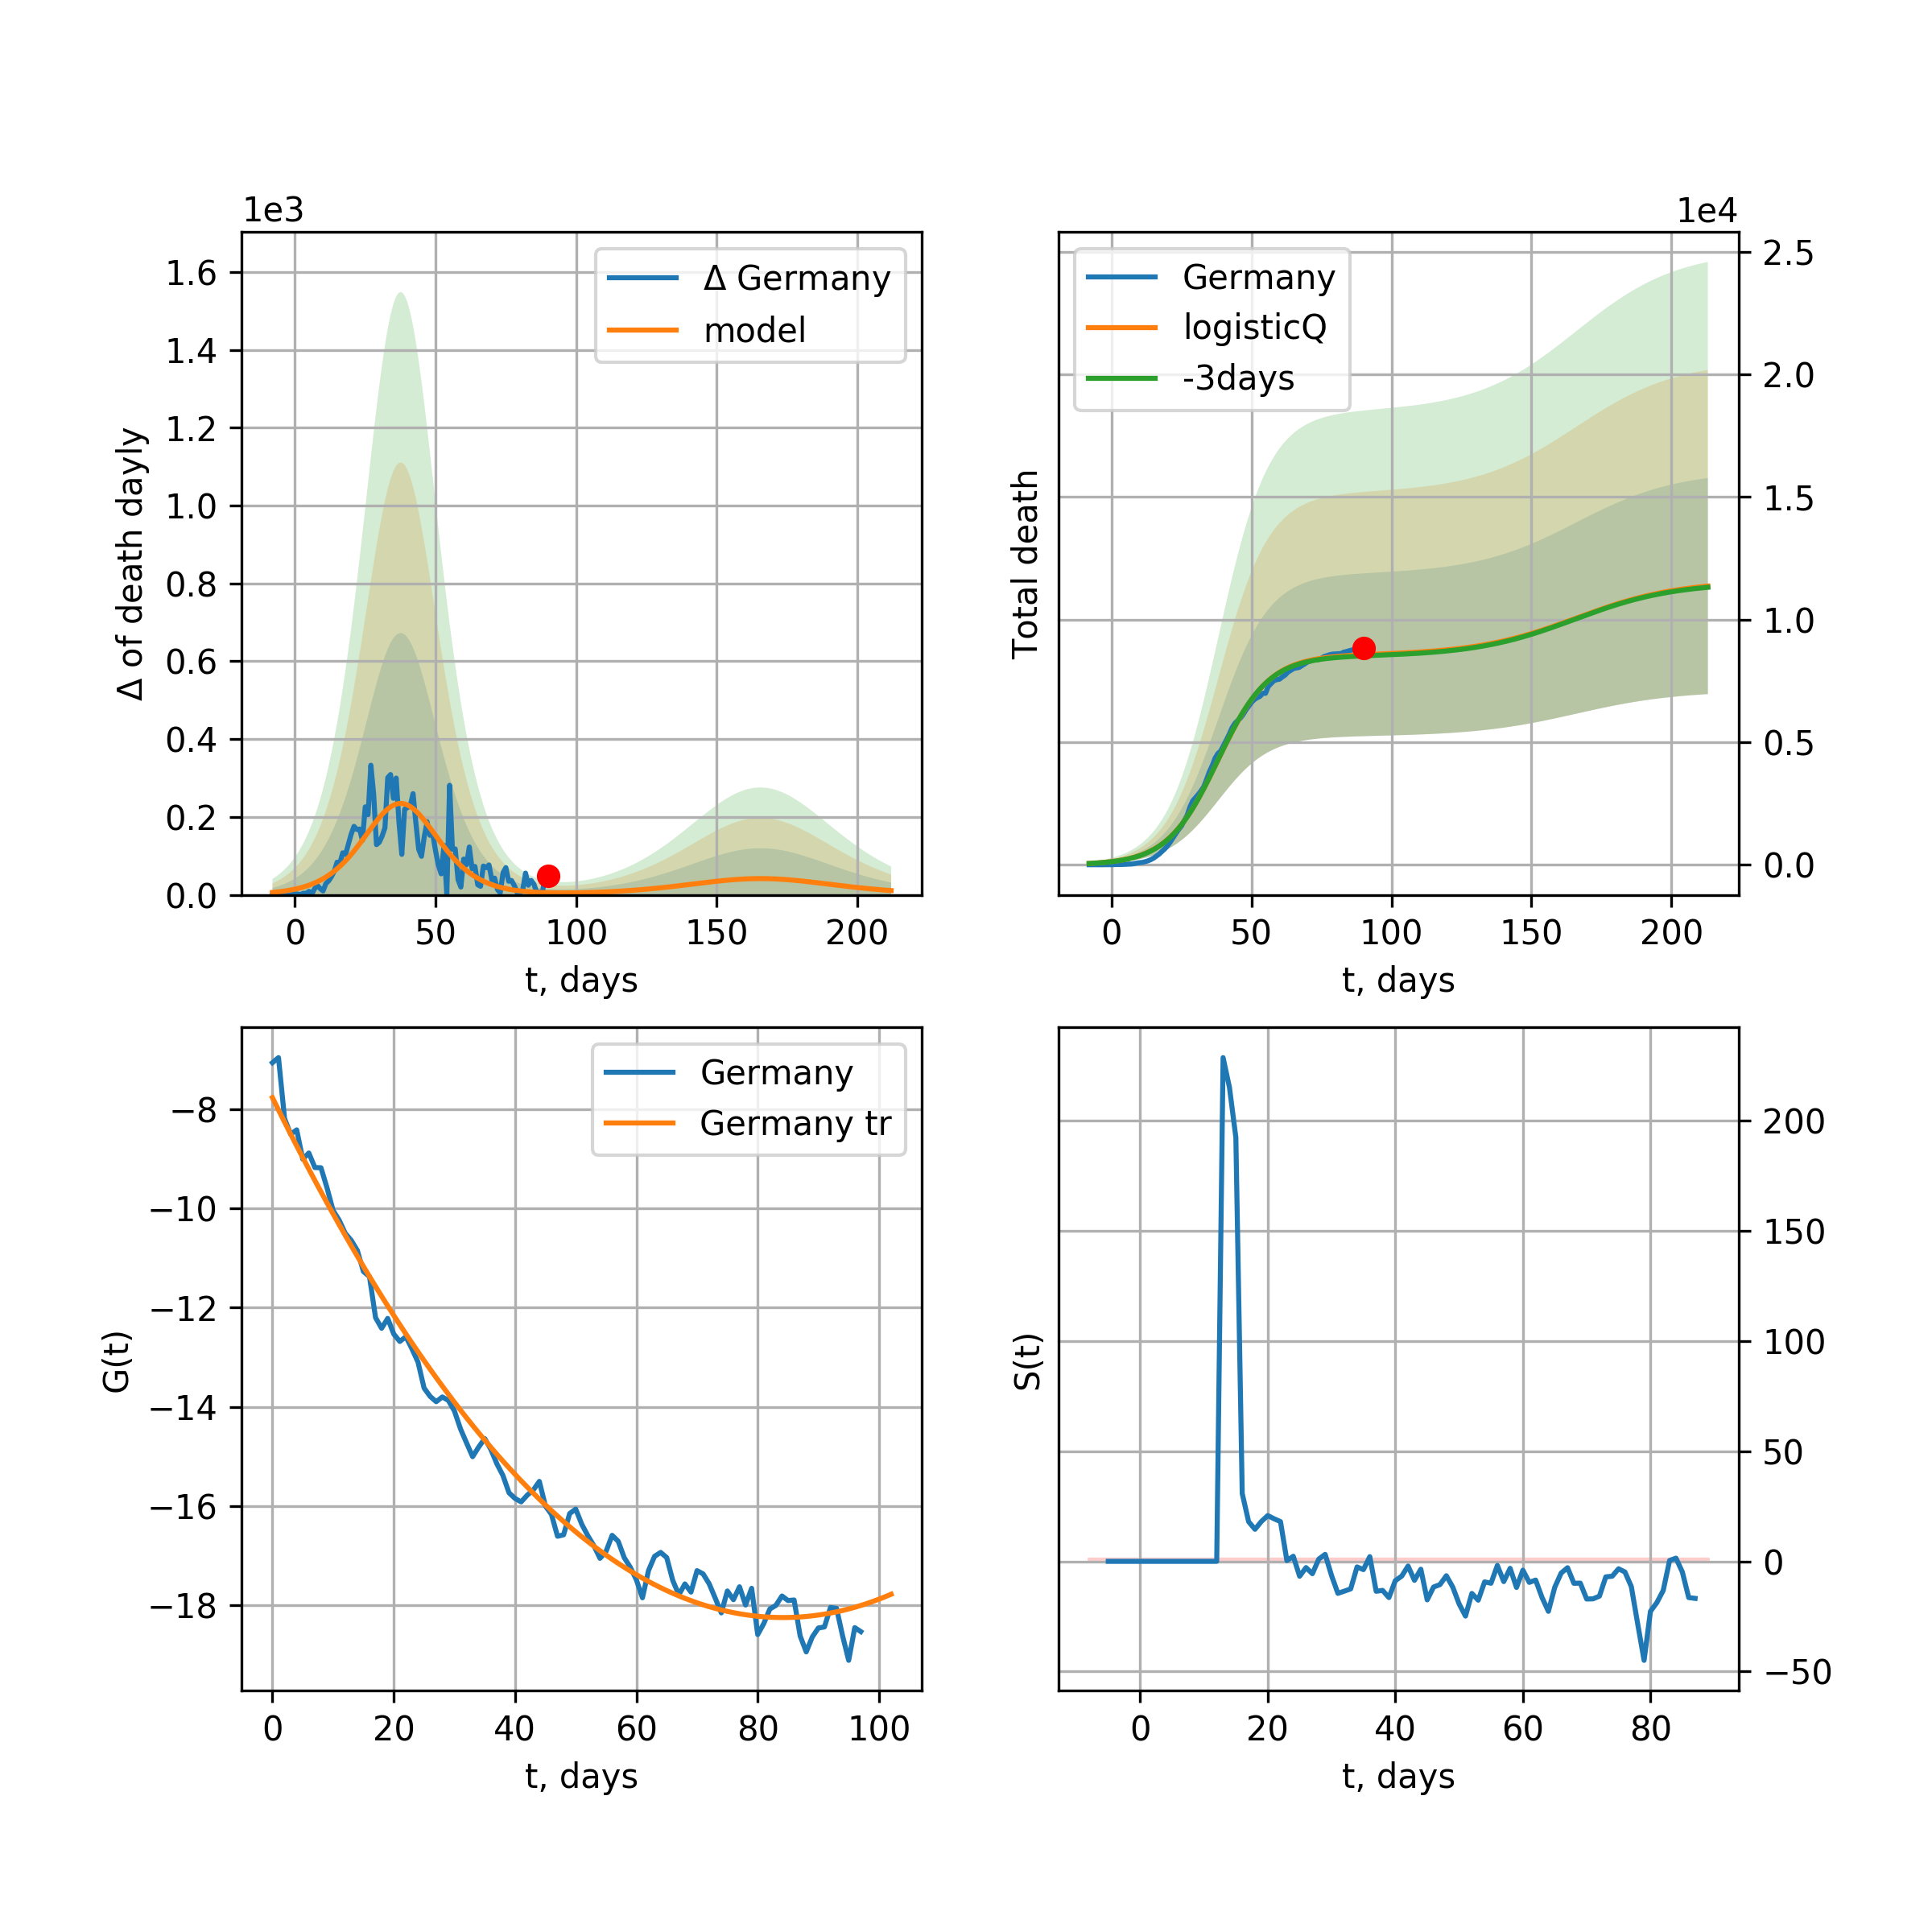 1e3
1.6
1.4
1.2
1.0
0.8
0.6
0.4
0.2
0.0
Δ of death dayly
Δ Germany
model
0 50 100 150 200
t, days
1e4
2.5
2.0
1.5
1.0
0.5
0.0
Total death
Germany
logisticQ
-3days
0 50 100 150 200
t, days
−8
−10
−12
−14
−16
−18
G(t)
Germany
Germany tr
0 20 40 60 80 100
t, days
200
150
100
50
0
−50
S(t)
0 20 40 60 80
t, days